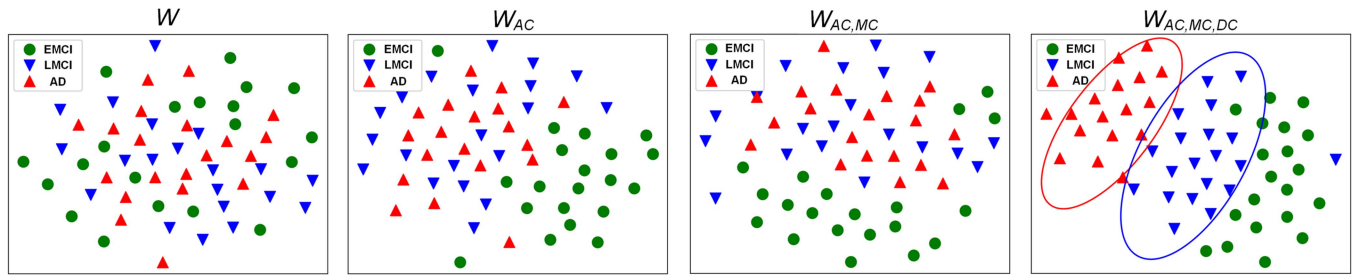 W
EMCI
LMCI
AD
W_AC
EMCI
LMCI
AD
W_AC,MC
EMCI
LMCI
AD
W_AC,MC,DC
EMCI
LMCI
AD